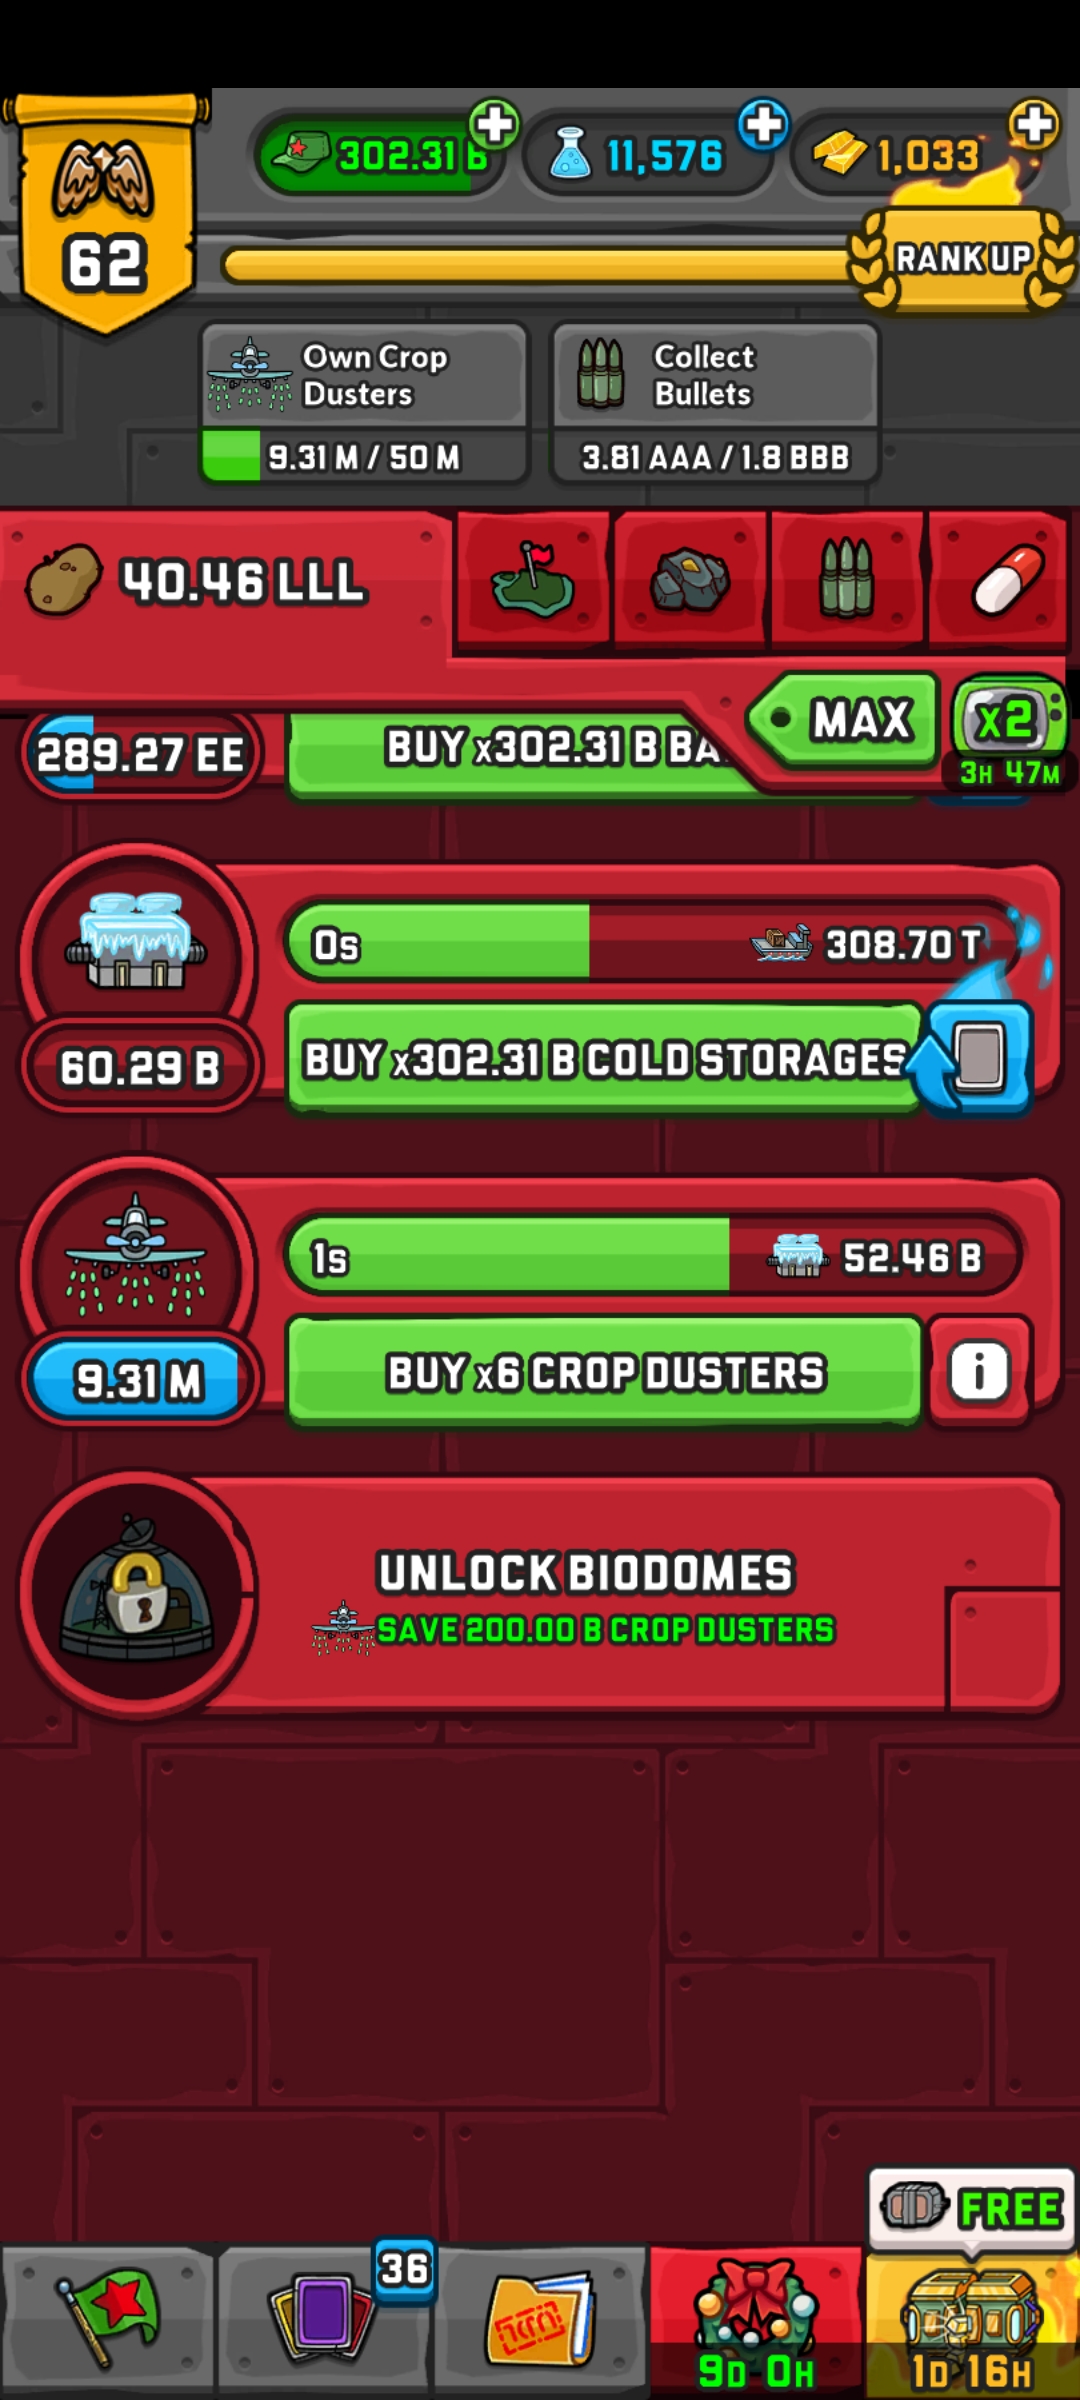 302.31 B
11,576
1,033
62
RANK UP
Own Crop
Dusters
9.31 M / 50 M
Collect
Bullets
3.81 AAA / 1.8 BBB
40.46 LLL
MAX
x2
3H 47M
289.27 EE
BUY x302.31 B BA
0s
308.70 T
60.29 B
BUY x302.31 B COLD STORAGES
1s
52.46 B
9.31 M
BUY x6 CROP DUSTERS
i
UNLOCK BIODOMES
SAVE 200.00 B CROP DUSTERS
FREE
36
9D 0H
1D 16H